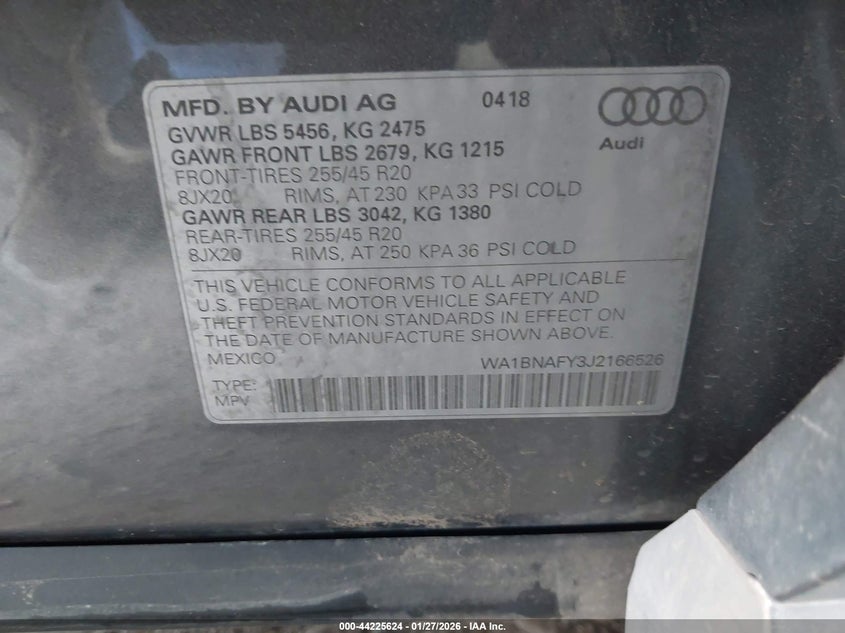 MFD. BY AUDI AG 0418
Audi
GVWR LBS 5456, KG 2475
GAWR FRONT LBS 2679, KG 1215
FRONT-TIRES 255/45 R20
8JX20 RIMS, AT 230 KPA 33 PSI COLD
GAWR REAR LBS 3042, KG 1380
REAR-TIRES 255/45 R20
8JX20 RIMS, AT 250 KPA 36 PSI COLD
THIS VEHICLE CONFORMS TO ALL APPLICABLE
U.S. FEDERAL MOTOR VEHICLE SAFETY AND
THEFT PREVENTION STANDARDS IN EFFECT ON
THE DATE OF MANUFACTURE SHOWN ABOVE.
MEXICO WA1BNAFY3J2166526
TYPE:
MPV
000-44225624 | 01/27/2026 - IAA Inc.